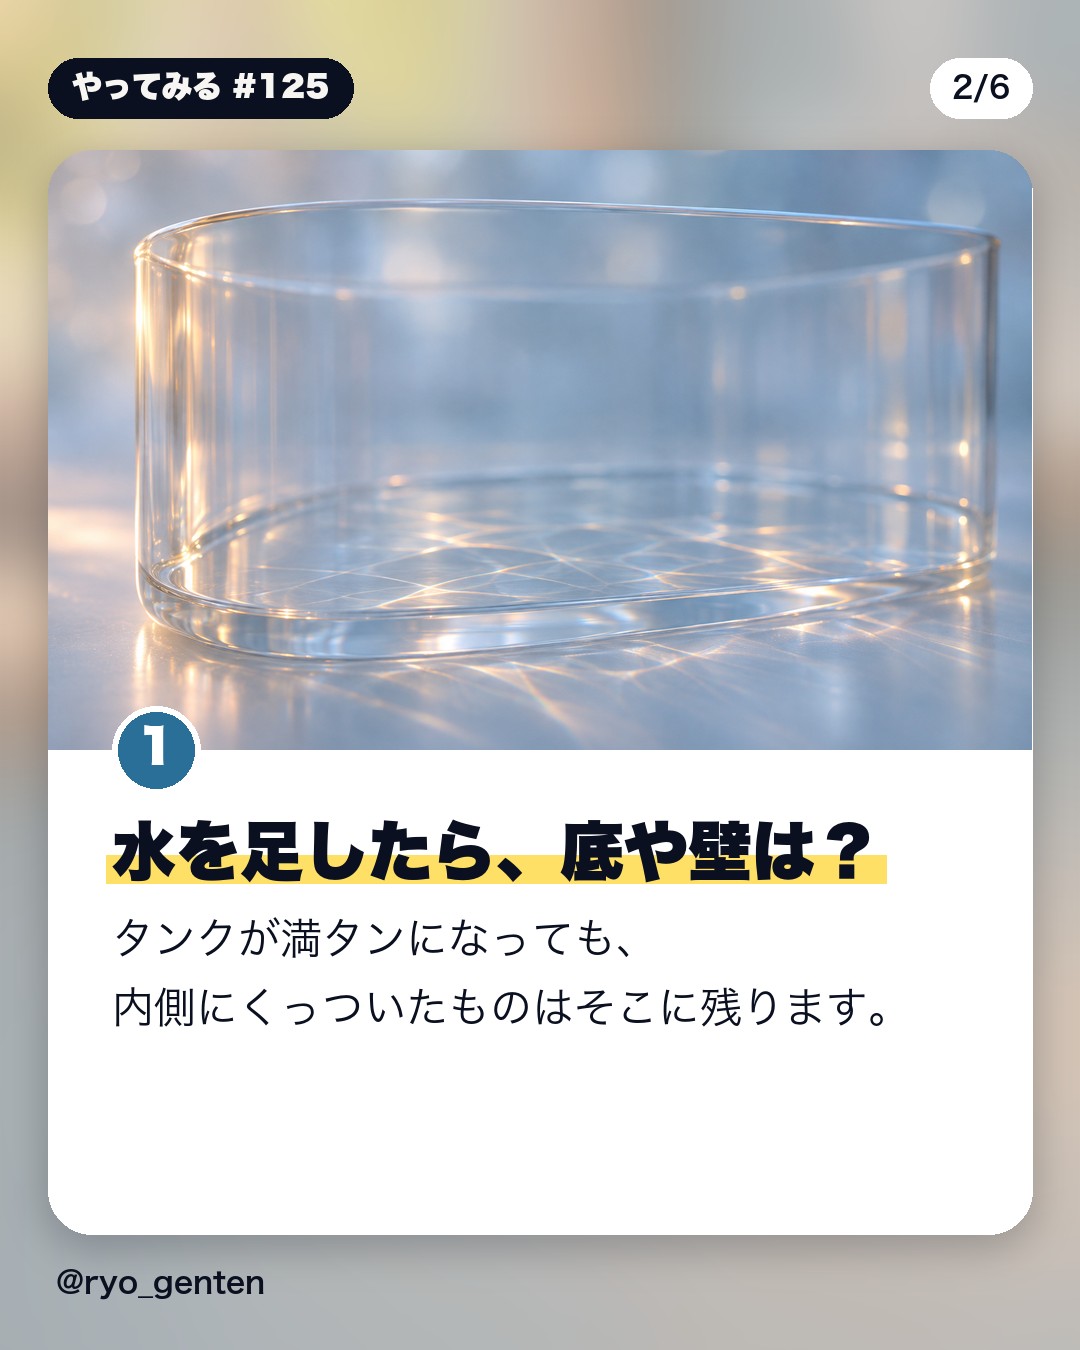 やってみる #125
2/6
1
水を足したら、底や壁は？
タンクが満タンになっても、
内側にくっついたものはそこに残ります。
@ryo_genten